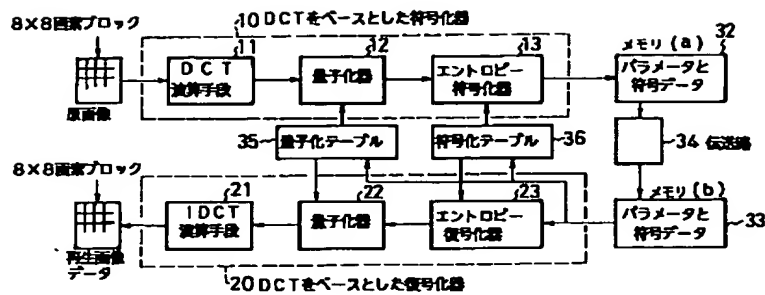 10 DCTをベースとした符号化器
8×8画素ブロック
11
12
13
メモリ(a)
32
DCT
演算手段
量子化器
エントロピー
符号化器
パラメータと
符号データ
原画像
35
量子化テーブル
符号化テーブル
36
34 伝送路
8×8画素ブロック
21
22
23
メモリ(b)
IDCT
演算手段
量子化器
エントロピー
復号化器
パラメータと
符号データ
33
再生画像
データ
20 DCTをベースとした復号化器